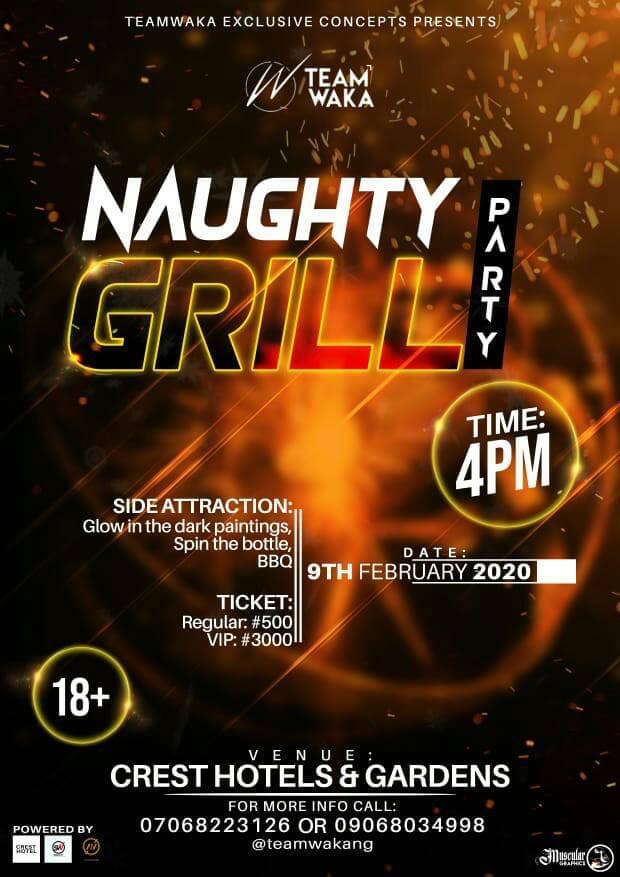 TEAMWAKA EXCLUSIVE CONCEPTS PRESENTS
W TEAM
WAKA
NAUGHTY
GRILL
PARTY
TIME:
4PM
SIDE ATTRACTION:
Glow in the dark paintings,
Spin the bottle,
BBQ
DATE:
9TH FEBRUARY 2020
TICKET:
Regular: #500
VIP: #3000
18+
VENUE:
CREST HOTELS & GARDENS
FOR MORE INFO CALL:
07068223126 OR 09068034998
@teamwakang
POWERED BY
CREST
HOTEL
Muscular
GRAPHICS